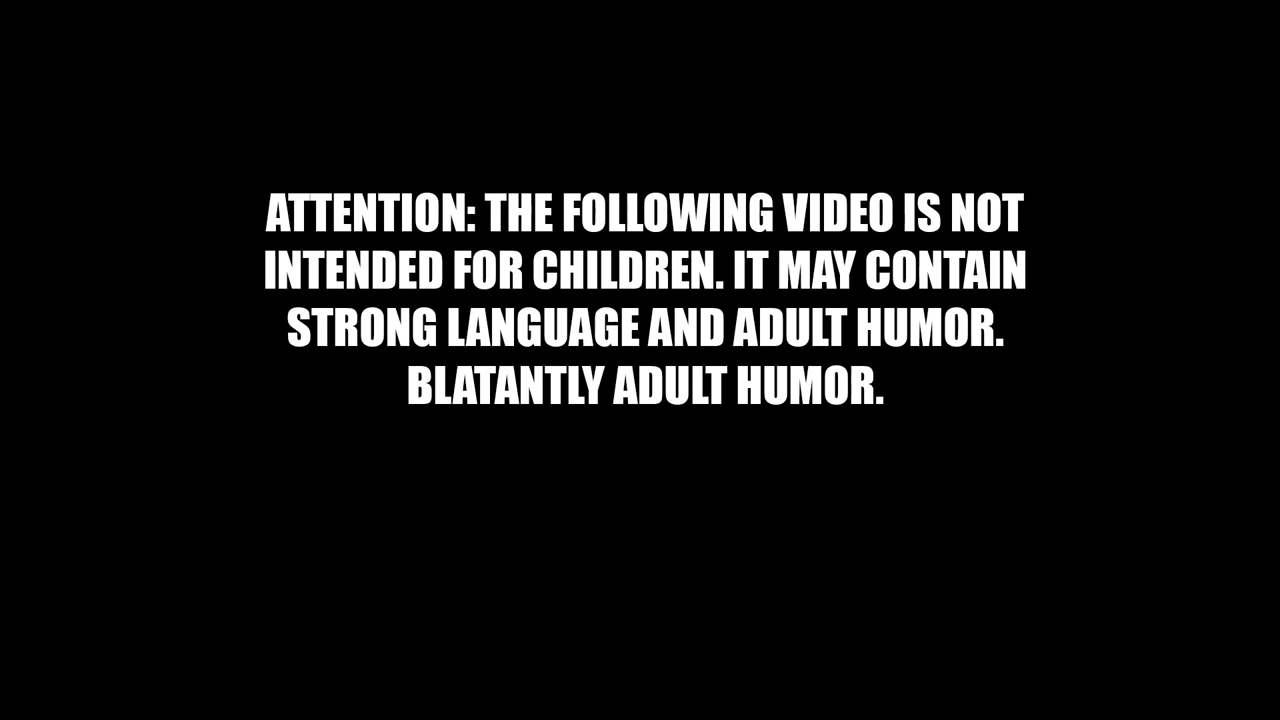 ATTENTION: THE FOLLOWING VIDEO IS NOT
INTENDED FOR CHILDREN. IT MAY CONTAIN
STRONG LANGUAGE AND ADULT HUMOR.
BLATANTLY ADULT HUMOR.